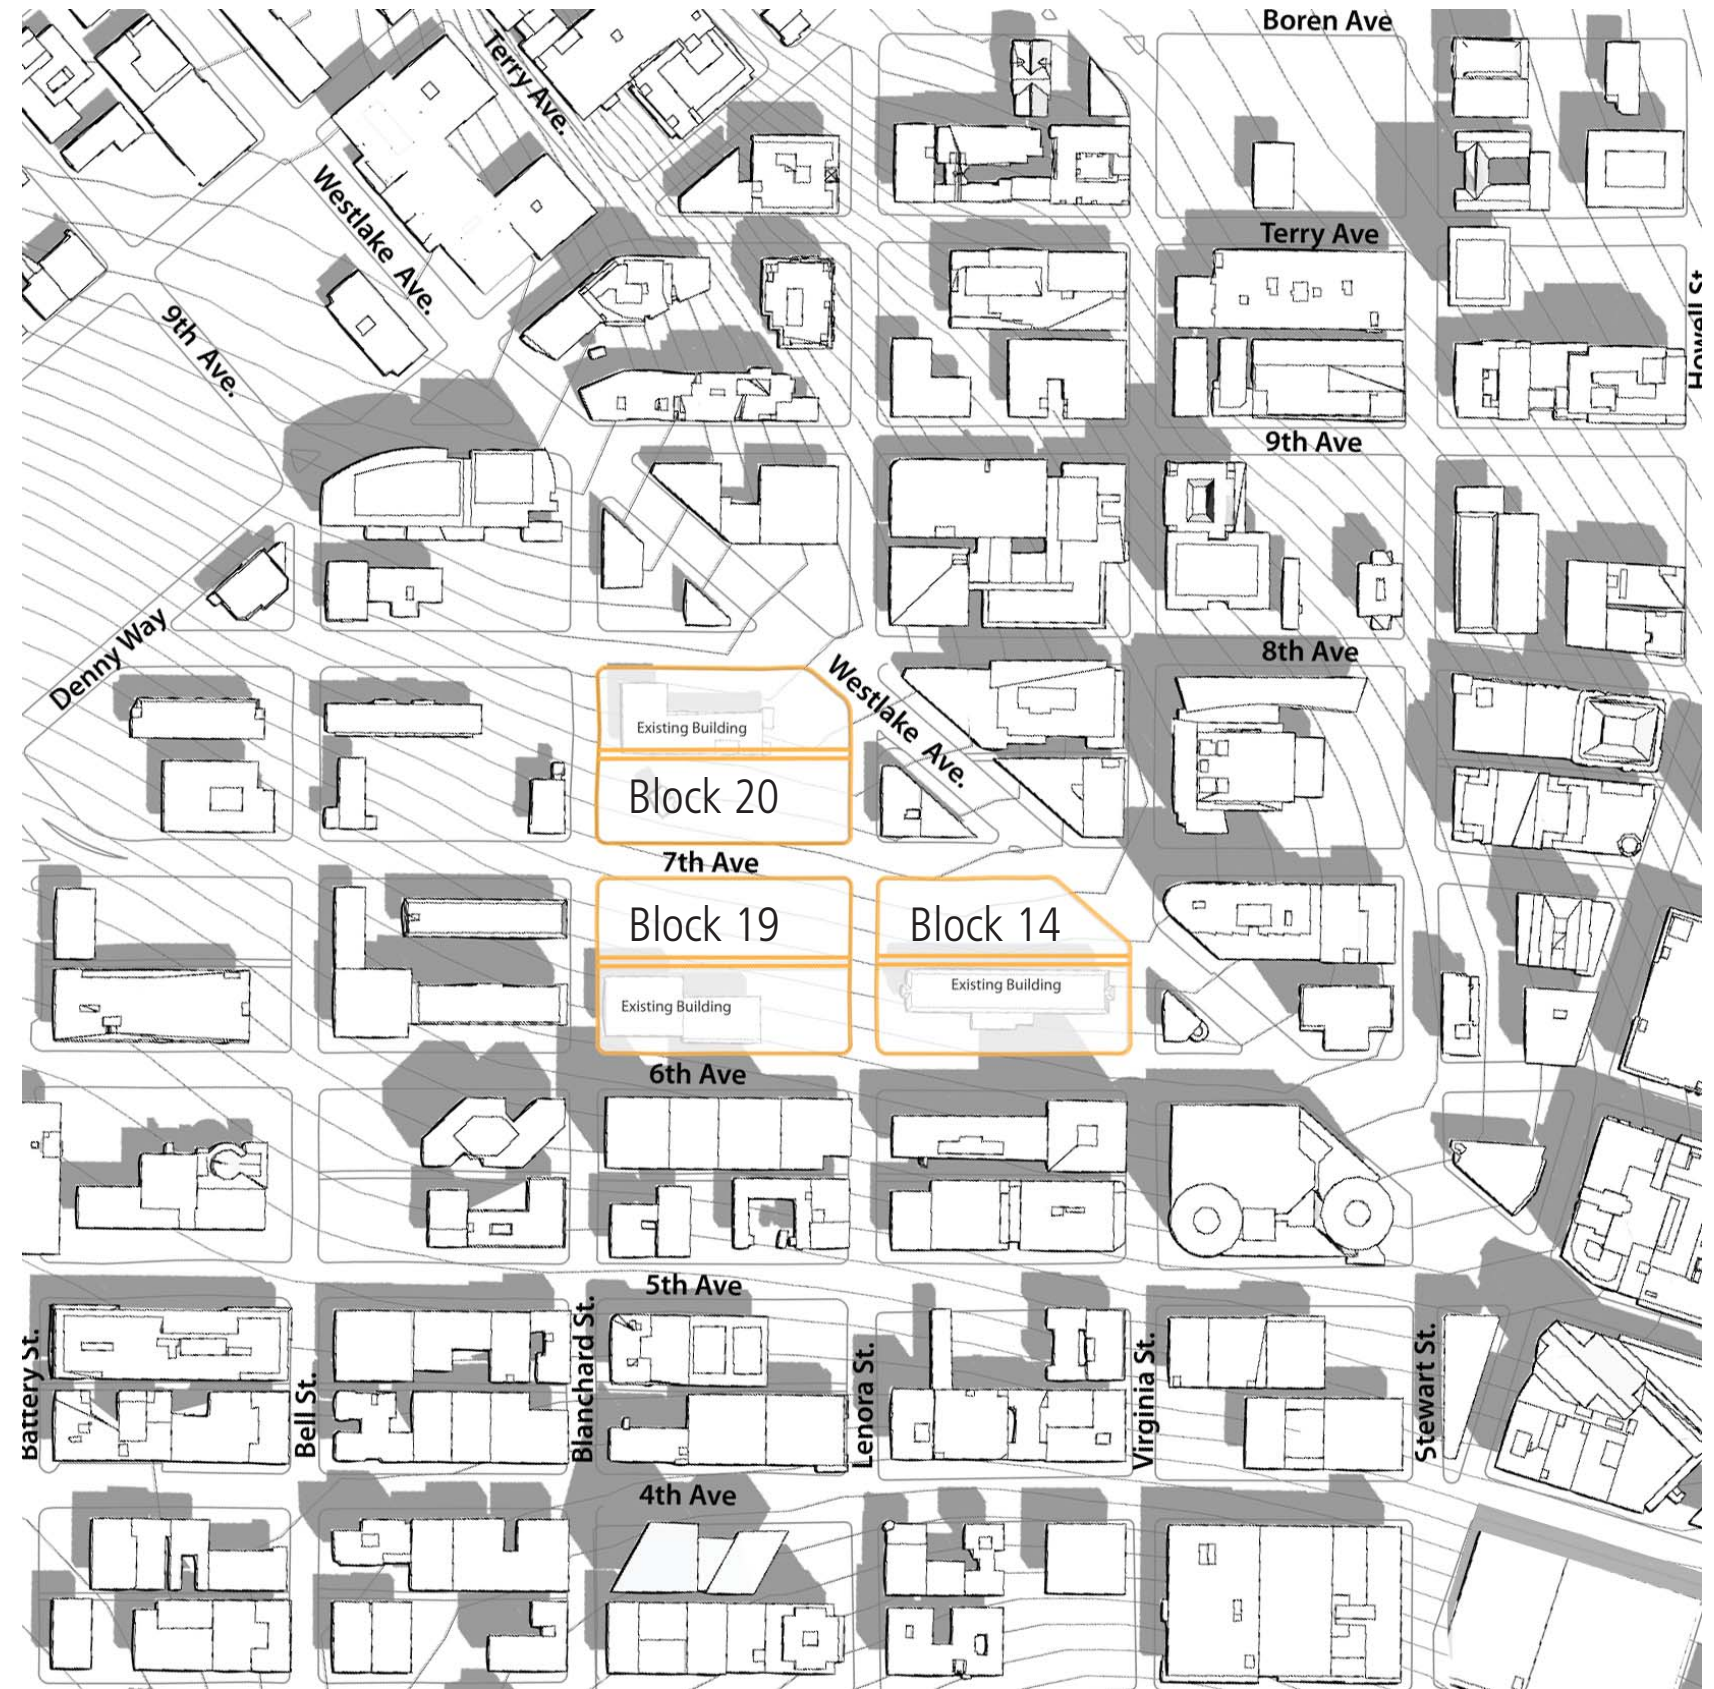 Boren Ave
Terry Ave.
Westlake Ave.
Terry Ave
Howell St
9th Ave.
9th Ave
Denny Way
8th Ave
Westlake Ave.
Existing Building
Block 20
7th Ave
Block 19
Block 14
Existing Building
Existing Building
6th Ave
5th Ave
Battery St.
Bell St.
Blanchard St.
Lenora St.
Virginia St.
Stewart St.
4th Ave